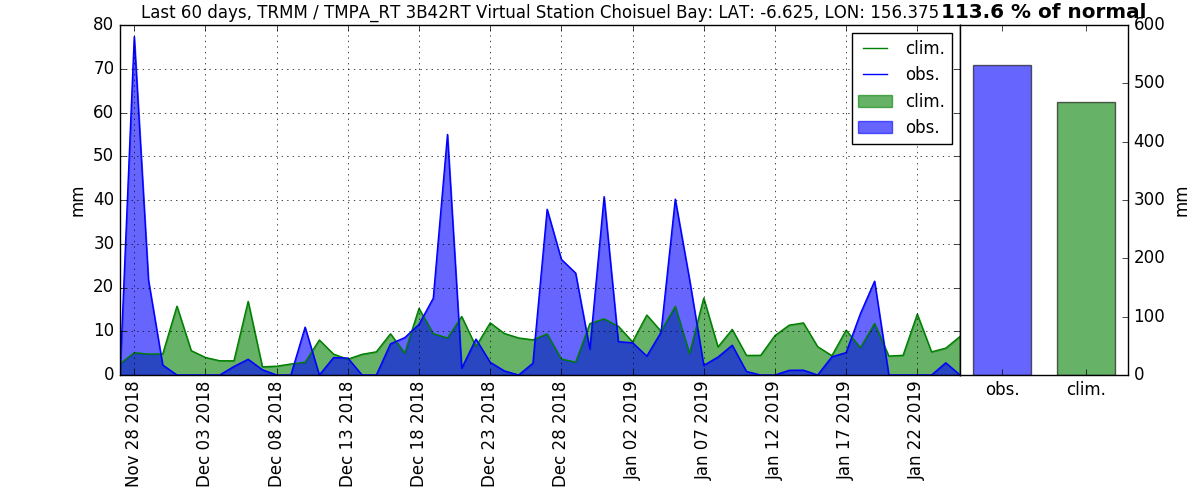 Last 60 days, TRMM / TMPA_RT 3B42RT Virtual Station Choisuel Bay: LAT: -6.625, LON: 156.375
113.6 % of normal
80
70
60
50
40
30
20
10
0
mm
clim.
obs.
clim.
obs.
Nov 28 2018
Dec 03 2018
Dec 08 2018
Dec 13 2018
Dec 18 2018
Dec 23 2018
Dec 28 2018
Jan 02 2019
Jan 07 2019
Jan 12 2019
Jan 17 2019
Jan 22 2019
600
500
400
300
200
100
0
mm
obs.
clim.